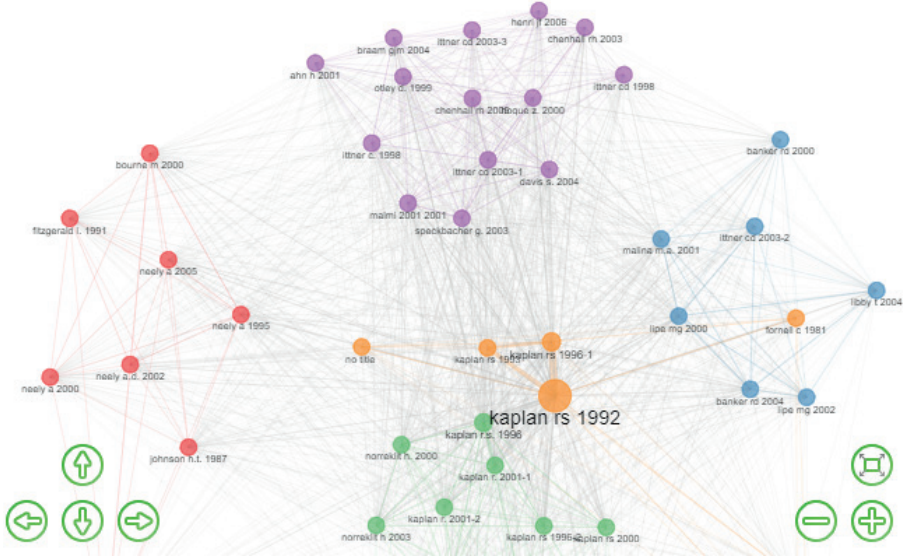 henri jf 2006
chenhall rh 2003
ittner cd 2003-3
braam gjm 2004
ahn h 2001
otley d. 1999
ittner cd 1998
hoque z. 2000
ittner c. 1998
bourne m 2000
banker rd 2000
ittner cd 2003-1
davis s. 2004
malmi 2001 2001
speckbacher g. 2003
fitzgerald l. 1991
ittner cd 2003-2
malina m.a. 2001
neely a 2005
libby t 2004
neely a 1995
lipe mg 2000
fornell c 1981
no title
kaplan rs 1996-1
neely a.d. 2002
neely a 2000
banker rd 2004
lipe mg 2002
kaplan rs 1992
kaplan r.s. 1996
johnson h.t. 1987
norreklit h. 2000
kaplan r. 2001-1
kaplan r. 2001-2
norreklit h 2003
kaplan rs 1996-2
kaplan rs 2000